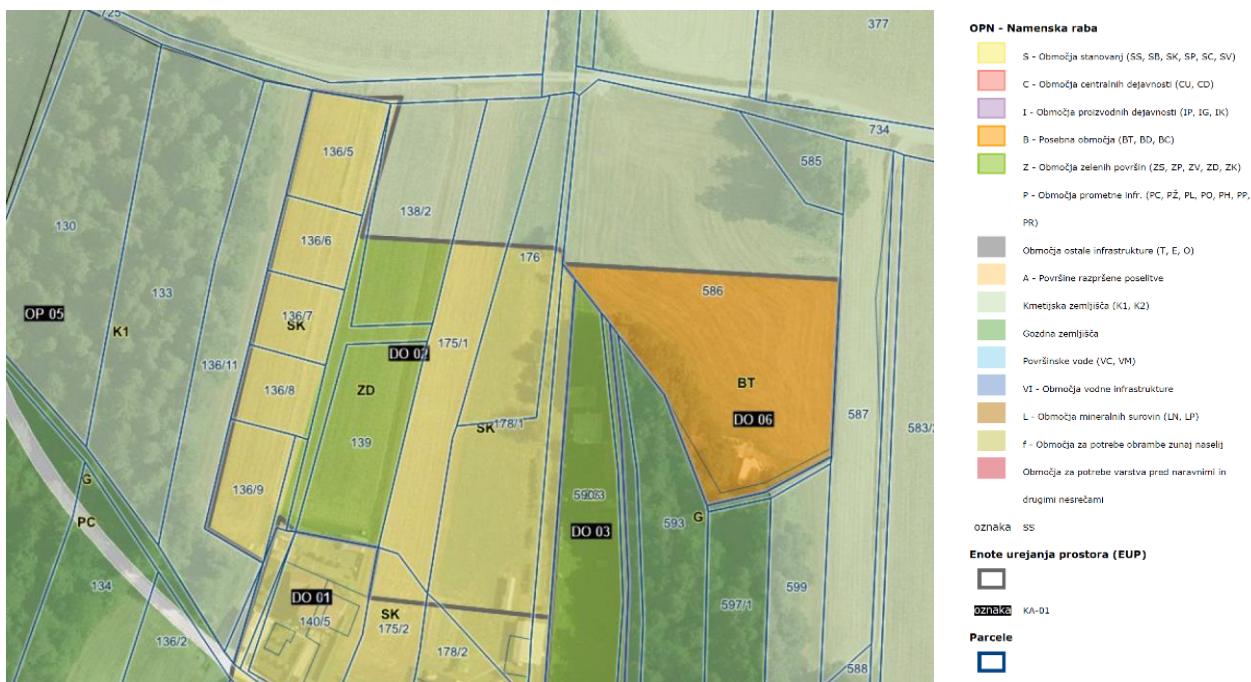 725
377
734
136/5
585
138/2
130
136/6
176
133
586
OP 05
K1
136/7
SK
DO 02
175/1
136/11
BT
136/8
ZD
DO 06
587
SK
178/1
583/2
139
136/9
G
593
G
PC
DO 03
599
134
DO 01
597/1
140/5
SK
175/2
136/2
178/2
588
OPN - Namenska raba
S - Območja stanovanj (SS, SB, SK, SP, SC, SV)
C - Območja centralnih dejavnosti (CU, CD)
I - Območja proizvodnih dejavnosti (IP, IG, IK)
B - Posebna območja (BT, BD, BC)
Z - Območja zelenih površin (ZS, ZP, ZV, ZD, ZK)
P - Območja prometne infr. (PC, PŽ, PL, PO, PH, PP,
PR)
Območja ostale infrastrukture (T, E, O)
A - Površine razpršene poselitve
Kmetijska zemljišča (K1, K2)
Gozdna zemljišča
Površinske vode (VC, VM)
VI - Območja vodne infrastrukture
L - Območja mineralnih surovin (LN, LP)
f - Območja za potrebe obrambe zunaj naselij
Območja za potrebe varstva pred naravnimi in
drugimi nesrečami
oznaka SS
Enote urejanja prostora (EUP)
oznaka KA-01
Parcele